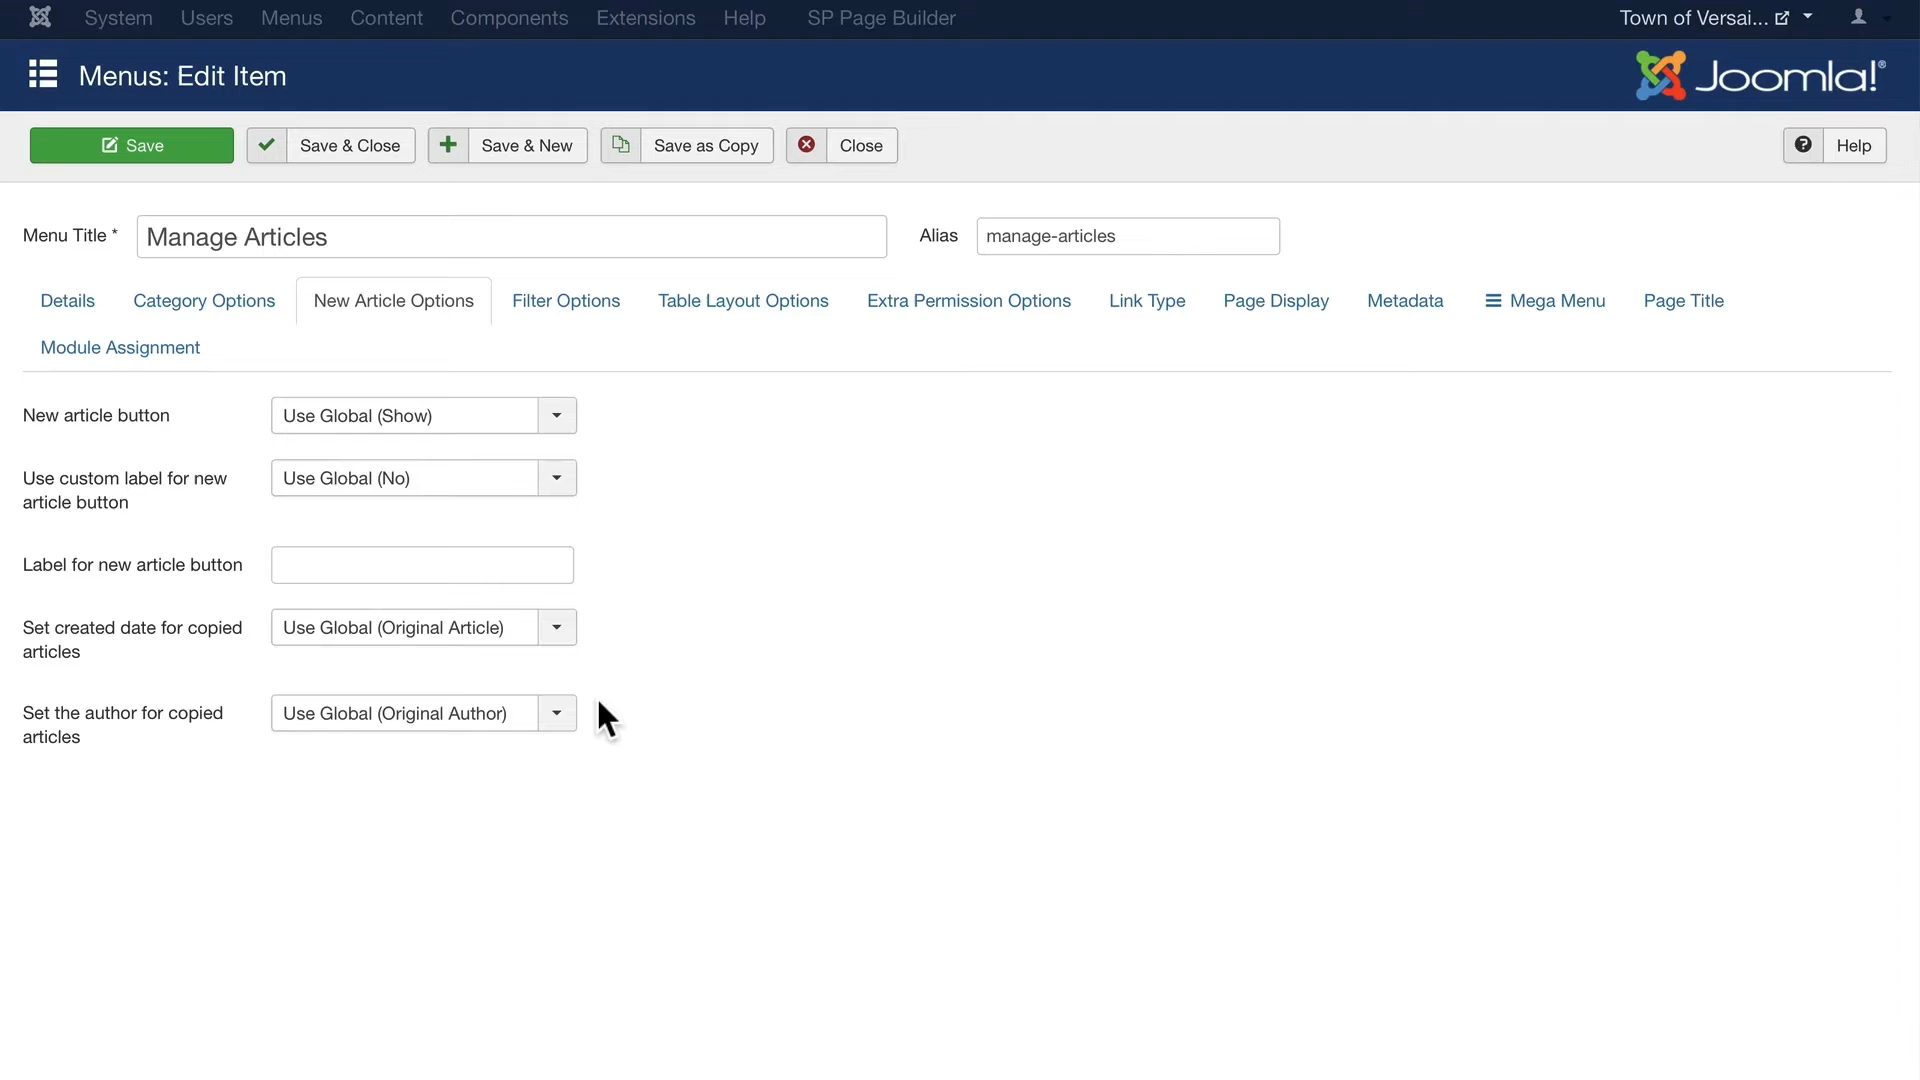 System Users Menus Content Components Extensions Help SP Page Builder Town of Versai...
Menus: Edit Item Joomla!®
Save Save & Close Save & New Save as Copy Close Help
Menu Title * Manage Articles Alias manage-articles
Details Category Options New Article Options Filter Options Table Layout Options Extra Permission Options Link Type Page Display Metadata Mega Menu Page Title
Module Assignment
New article button Use Global (Show)
Use custom label for new Use Global (No)
article button
Label for new article button
Set created date for copied Use Global (Original Article)
articles
Set the author for copied Use Global (Original Author)
articles